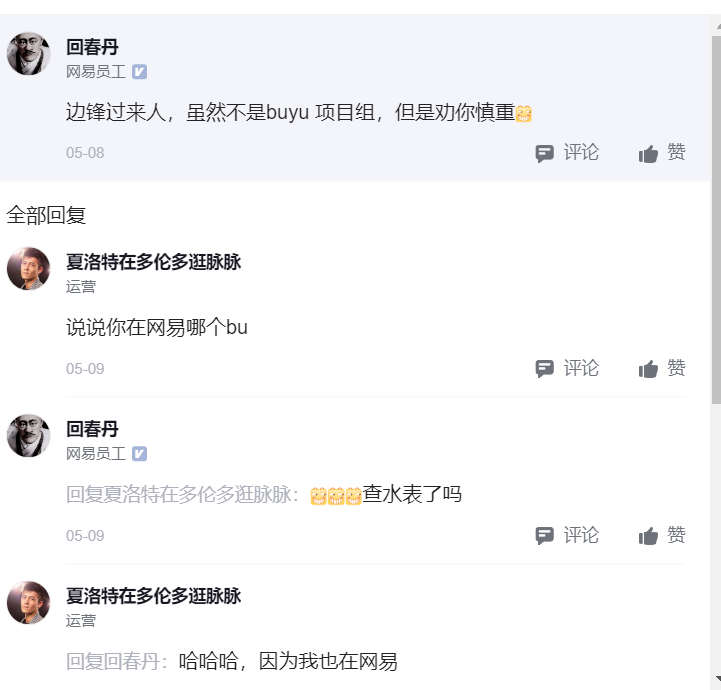 回春丹
网易员工
边锋过来人，虽然不是buyu 项目组，但是劝你慎重
05-08 评论 赞
全部回复
夏洛特在多伦多逛脉脉
运营
说说你在网易哪个bu
05-09 评论 赞
回春丹
网易员工
回复夏洛特在多伦多逛脉脉：查水表了吗
05-09 评论 赞
夏洛特在多伦多逛脉脉
运营
回复回春丹：哈哈哈，因为我也在网易